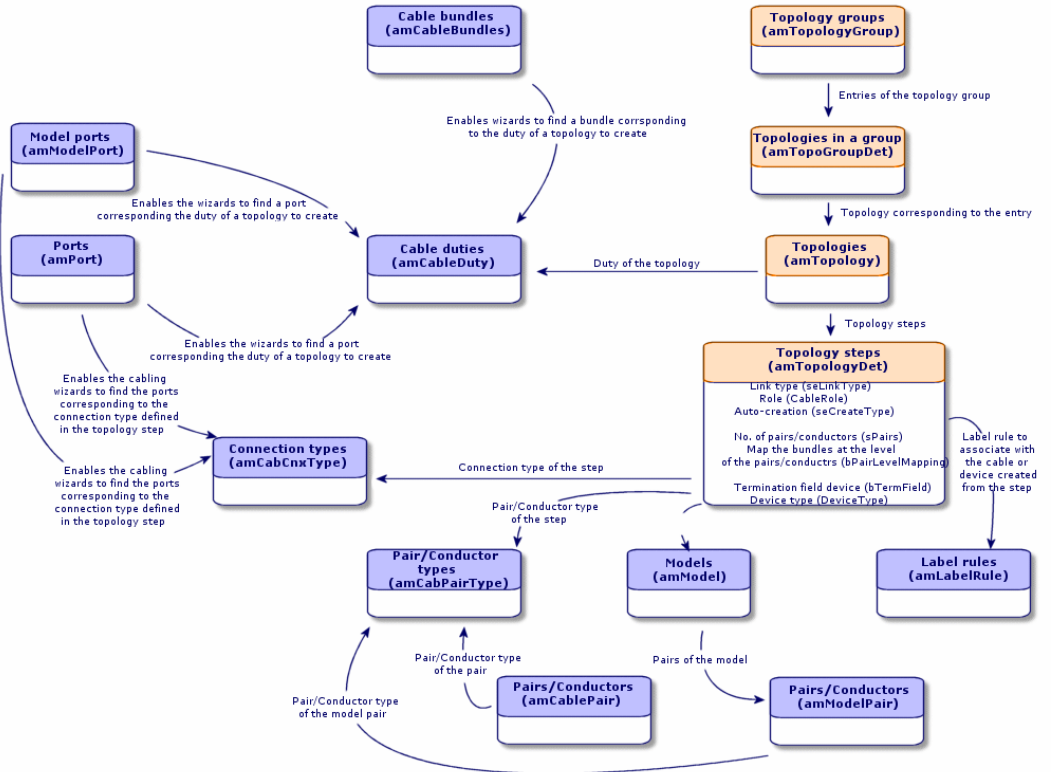 Cable bundles
(amCableBundles)
Topology groups
(amTopologyGroup)
Entries of the topology group
Enables wizards to find a bundle corrsponding
to the duty of a topology to create
Model ports
(amModelPort)
Topologies in a group
(amTopoGroupDet)
Enables the wizards to find a port
corresponding the duty of a topology to create
Topology corresponding to the entry
Ports
(amPort)
Cable duties
(amCableDuty)
Duty of the topology
Topologies
(amTopology)
Topology steps
Enables the wizards to find a port
corresponding the duty of a topology to create
Topology steps
(amTopologyDet)
Link type (seLinkType)
Role (CableRole)
Auto-creation (seCreateType)
No. of pairs/conductors (sPairs)
Map the bundles at the level
of the pairs/conductrs (bPairLevelMapping)
Termination field device (bTermField)
Device type (DeviceType)
Enables the cabling
wizards to find the ports
corresponding to the
connection type defined
in the topology step
Label rule to
associate with
the cable or
device created
from the step
Connection types
(amCabCnxType)
Connection type of the step
Enables the cabling
wizards to find the ports
corresponding to the
connection type defined
in the topology step
Pair/Conductor type
of the step
Pair/Conductor
types
(amCabPairType)
Models
(amModel)
Label rules
(amLabelRule)
Pair/Conductor type
of the pair
Pairs of the model
Pair/Conductor type
of the model pair
Pairs/Conductors
(amCablePair)
Pairs/Conductors
(amModelPair)